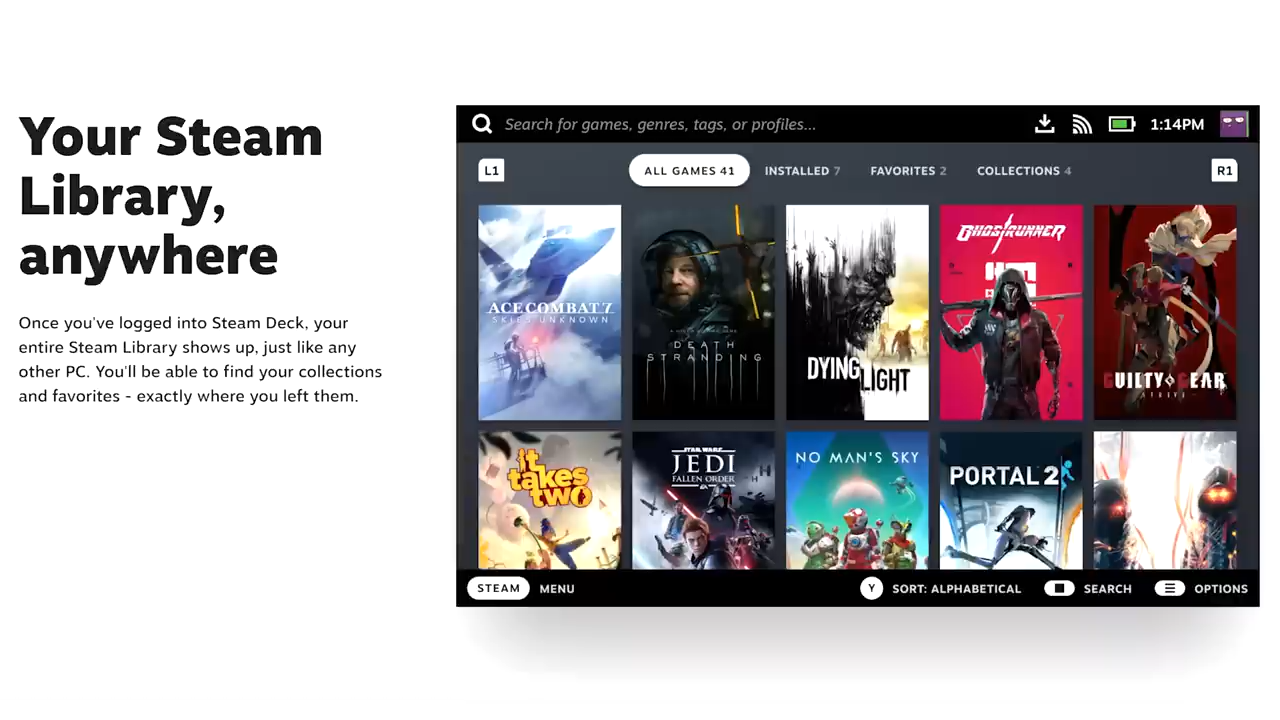 Your Steam
Library,
anywhere
Once you've logged into Steam Deck, your
entire Steam Library shows up, just like any
other PC. You'll be able to find your collections
and favorites - exactly where you left them.
Search for games, genres, tags, or profiles...
1:14PM
L1
ALL GAMES 41
INSTALLED 7
FAVORITES 2
COLLECTIONS 4
R1
ACE COMBAT 7
SKIES UNKNOWN
DEATH
STRANDING
DYING
LIGHT
GHOSTRUNNER
GUILTY GEAR
STRIVE
it
takes
two
STAR WARS
JEDI
FALLEN ORDER
EA
NO MAN'S SKY
PORTAL 2
STEAM
MENU
Y
SORT: ALPHABETICAL
SEARCH
OPTIONS